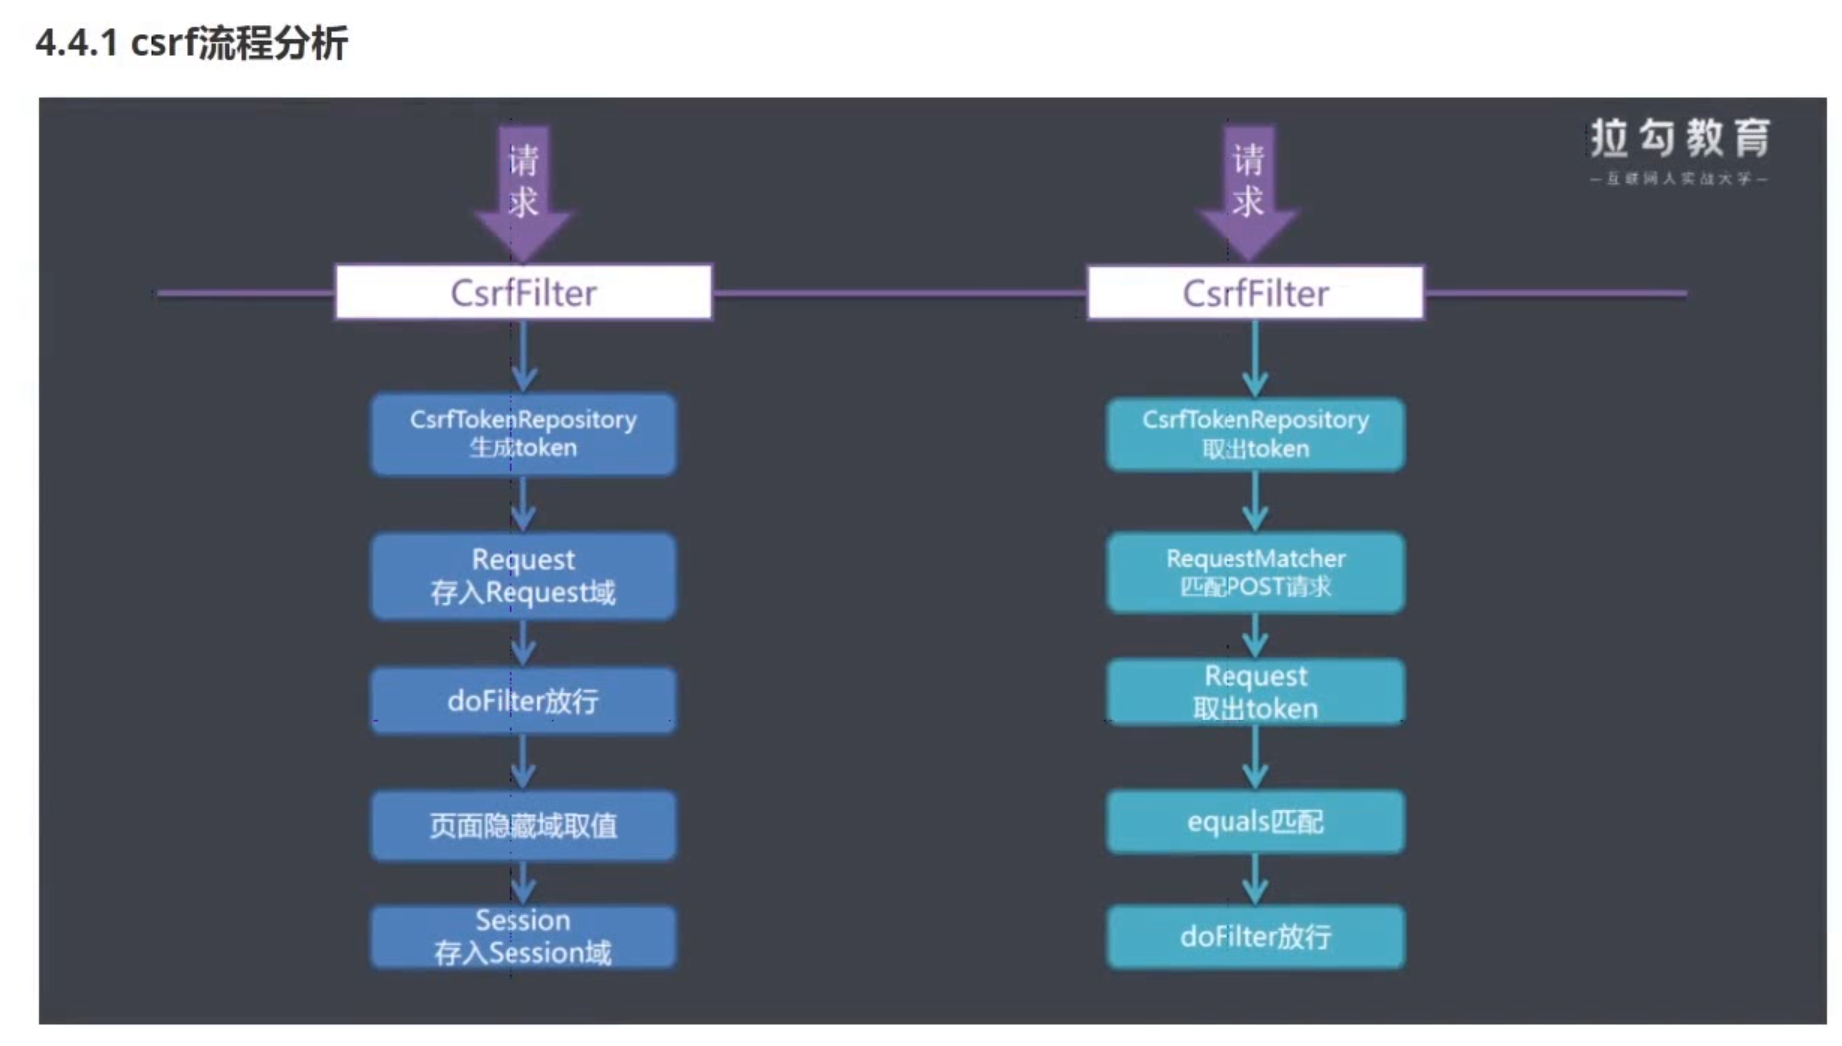 4.4.1 csrf流程分析
拉勾教育
—互联网人实战大学—
请
求
CsrfFilter
CsrfTokenRepository
生成token
Request
存入Request域
doFilter放行
页面隐藏域取值
Session
存入Session域
请
求
CsrfFilter
CsrfTokenRepository
取出token
RequestMatcher
匹配POST请求
Request
取出token
equals匹配
doFilter放行